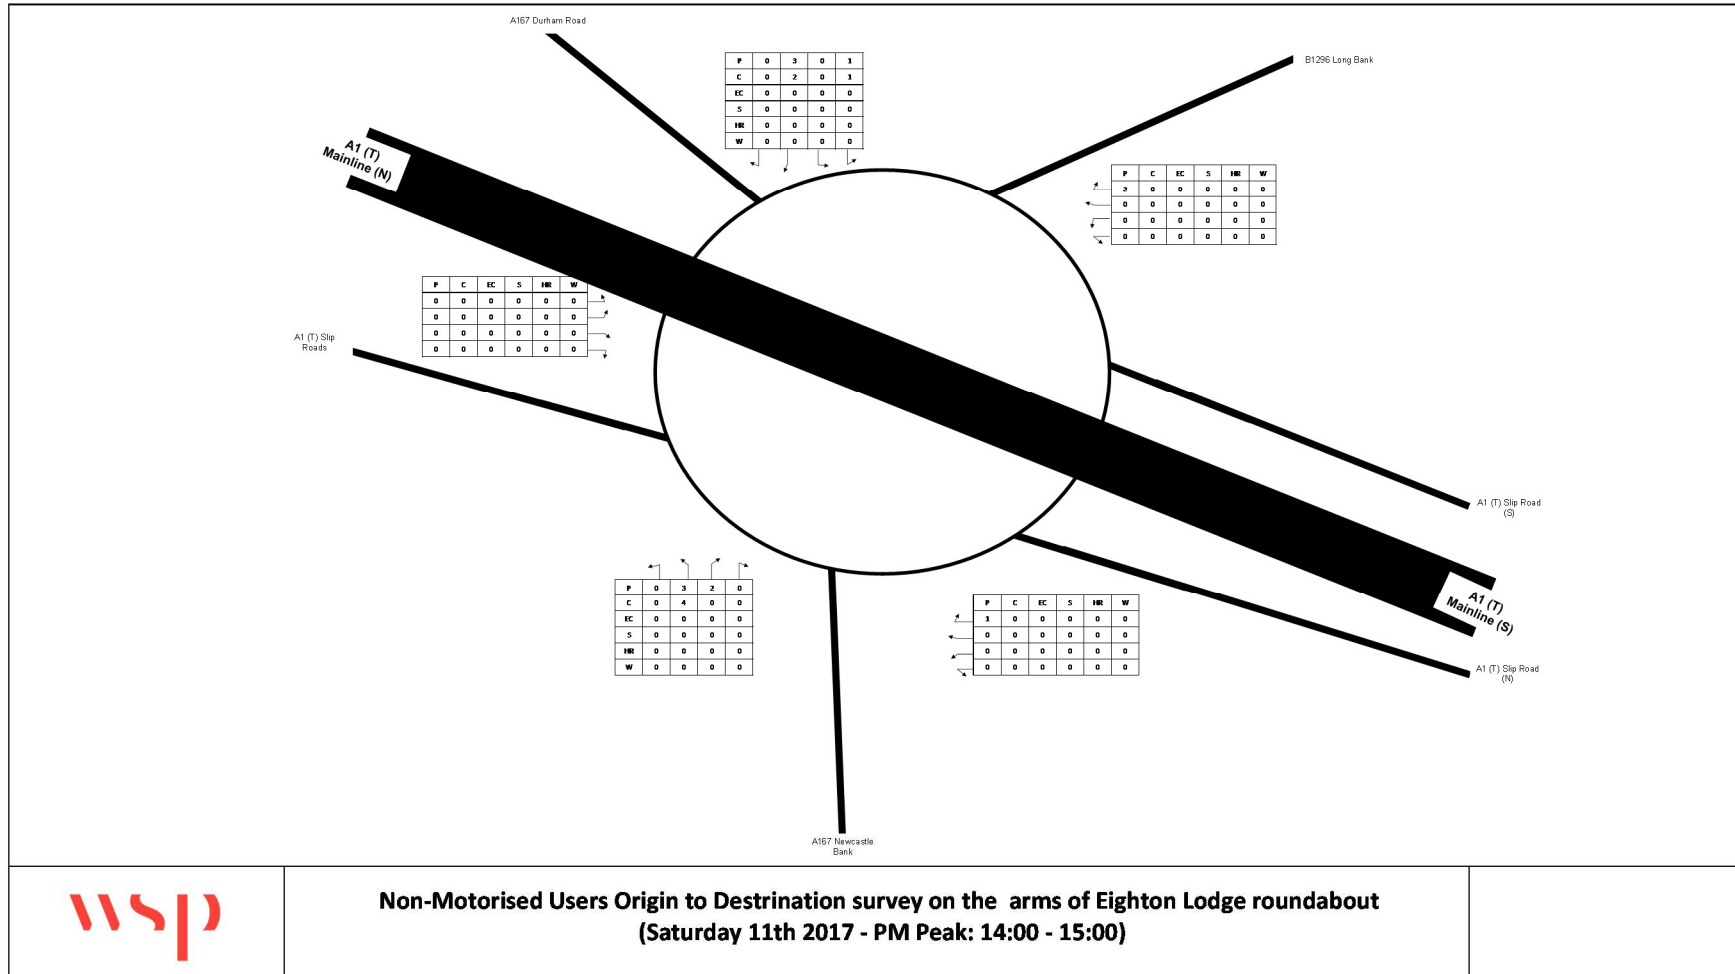 A167 Durham Road
B1296 Long Bank
P 0 3 0 1
C 0 2 0 1
EC 0 0 0 0
S 0 0 0 0
HR 0 0 0 0
W 0 0 0 0
A1 (T)
Mainline (N)
P C EC S HR W
2 0 0 0 0 0
0 0 0 0 0 0
0 0 0 0 0 0
0 0 0 0 0 0
P C EC S HR W
0 0 0 0 0 0
0 0 0 0 0 0
0 0 0 0 0 0
0 0 0 0 0 0
A1 (T) Slip
Roads
A1 (T) Slip Road
(S)
A1 (T)
Mainline (S)
P 0 3 2 0
C 0 4 0 0
EC 0 0 0 0
S 0 0 0 0
HR 0 0 0 0
W 0 0 0 0
P C EC S HR W
1 0 0 0 0 0
0 0 0 0 0 0
0 0 0 0 0 0
0 0 0 0 0 0
A1 (T) Slip Road
(N)
A167 Newcastle
Bank
wsp
Non-Motorised Users Origin to Destrination survey on the arms of Eighton Lodge roundabout
(Saturday 11th 2017 - PM Peak: 14:00 - 15:00)